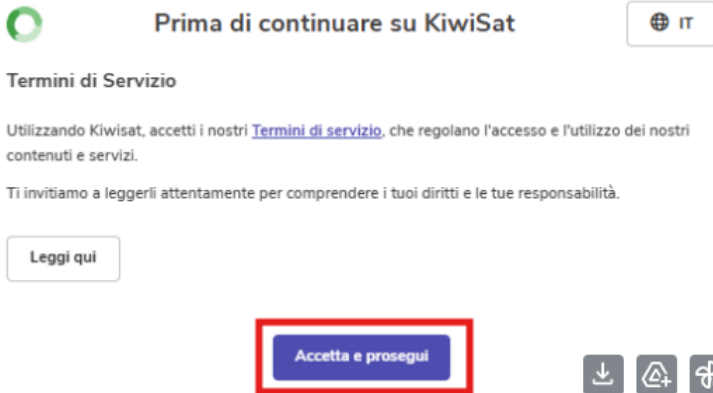 Prima di continuare su KiwiSat
IT
Termini di Servizio
Utilizzando Kiwisat, accetti i nostri Termini di servizio, che regolano l'accesso e l'utilizzo dei nostri
contenuti e servizi.
Ti invitiamo a leggerli attentamente per comprendere i tuoi diritti e le tue responsabilità.
Leggi qui
Accetta e prosegui